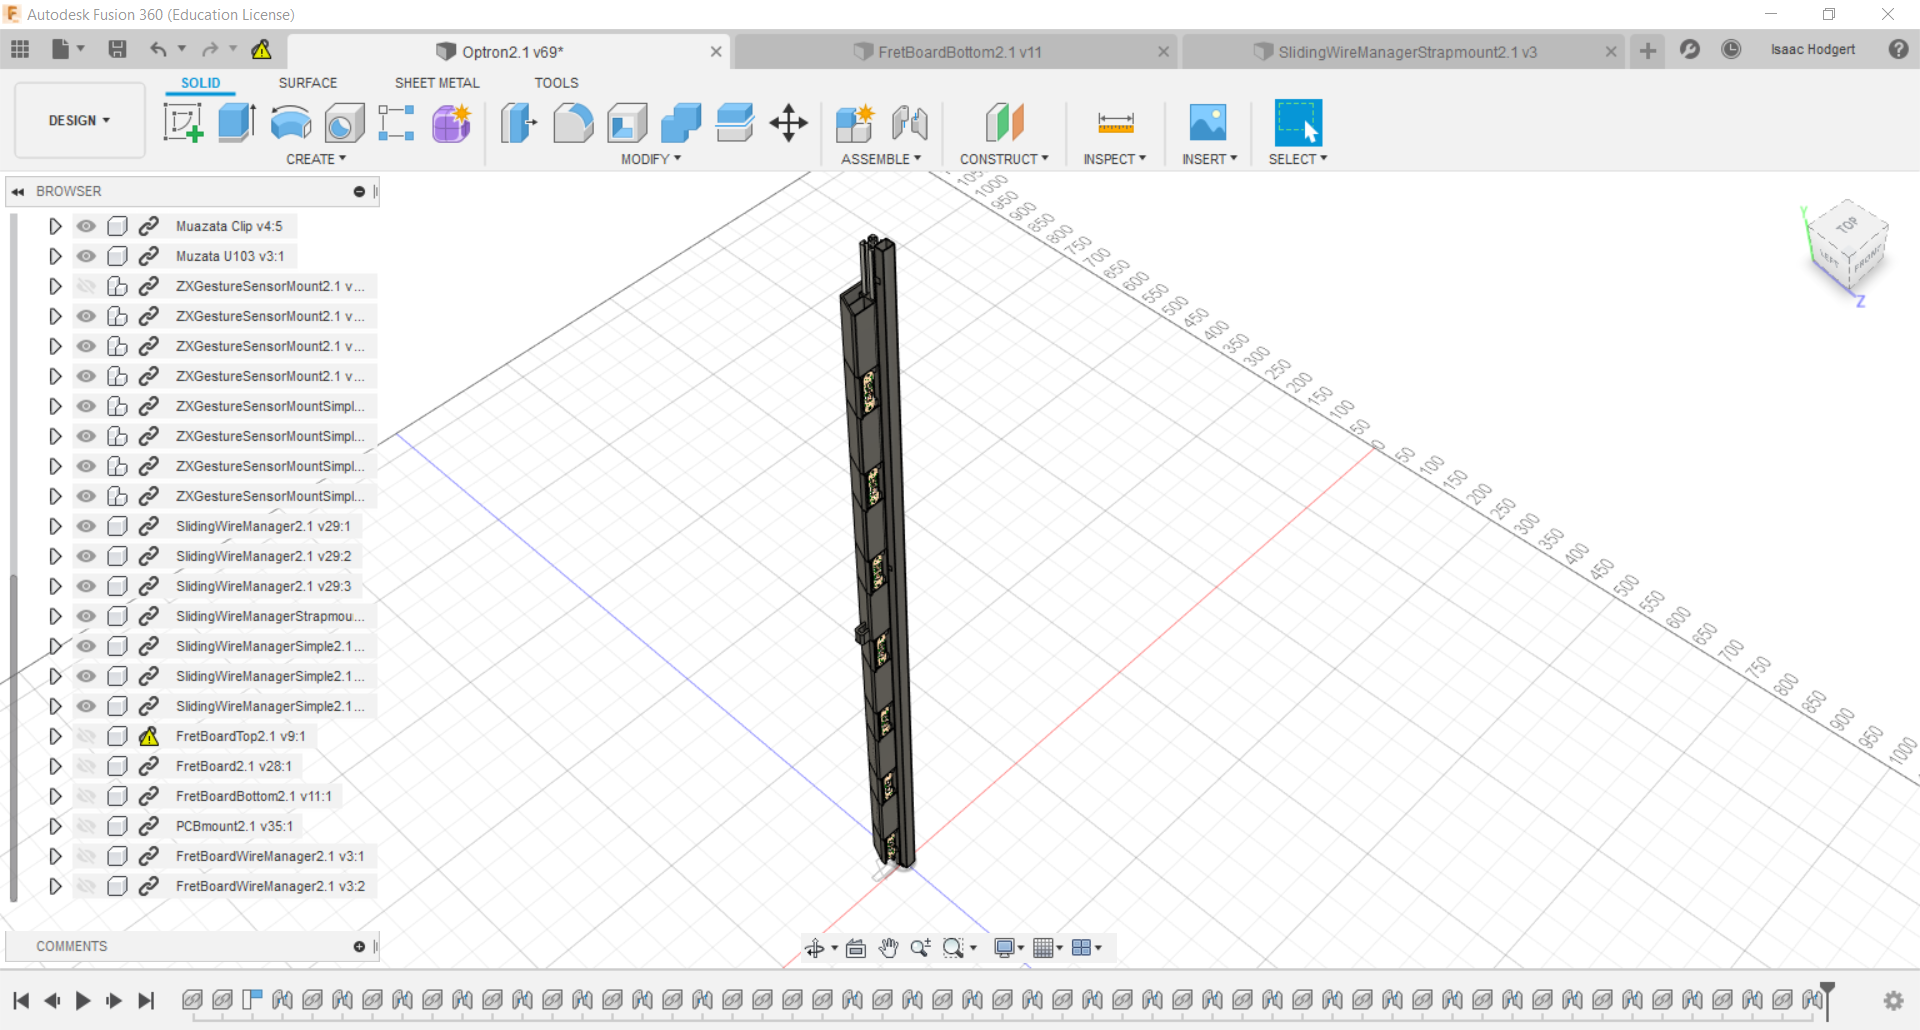 Autodesk Fusion 360 (Education License)
Optron2.1 v69*
FretBoardBottom2.1 v11
SlidingWireManagerStrapmount2.1 v3
Isaac Hodgert
DESIGN
SOLID
SURFACE
SHEET METAL
TOOLS
CREATE
MODIFY
ASSEMBLE
CONSTRUCT
INSPECT
INSERT
SELECT
BROWSER
Muazata Clip v4:5
Muzata U103 v3:1
ZXGestureSensorMount2.1 v...
ZXGestureSensorMount2.1 v...
ZXGestureSensorMount2.1 v...
ZXGestureSensorMount2.1 v...
ZXGestureSensorMountSimpl...
ZXGestureSensorMountSimpl...
ZXGestureSensorMountSimpl...
ZXGestureSensorMountSimpl...
SlidingWireManager2.1 v29:1
SlidingWireManager2.1 v29:2
SlidingWireManager2.1 v29:3
SlidingWireManagerStrapmou...
SlidingWireManagerSimple2.1...
SlidingWireManagerSimple2.1...
SlidingWireManagerSimple2.1...
FretBoardTop2.1 v9:1
FretBoard2.1 v28:1
FretBoardBottom2.1 v11:1
PCBmount2.1 v35:1
FretBoardWireManager2.1 v3:1
FretBoardWireManager2.1 v3:2
COMMENTS
1000 950 900 850 800 750 700 650 600 550 500 450 400 350 300 250 200 150 100 50 0 50 100 150 200 250 300 350 400 450 500 550 600 650 700 750 800 850 900 950 1000
Y
TOP
LEFT
FRONT
Z